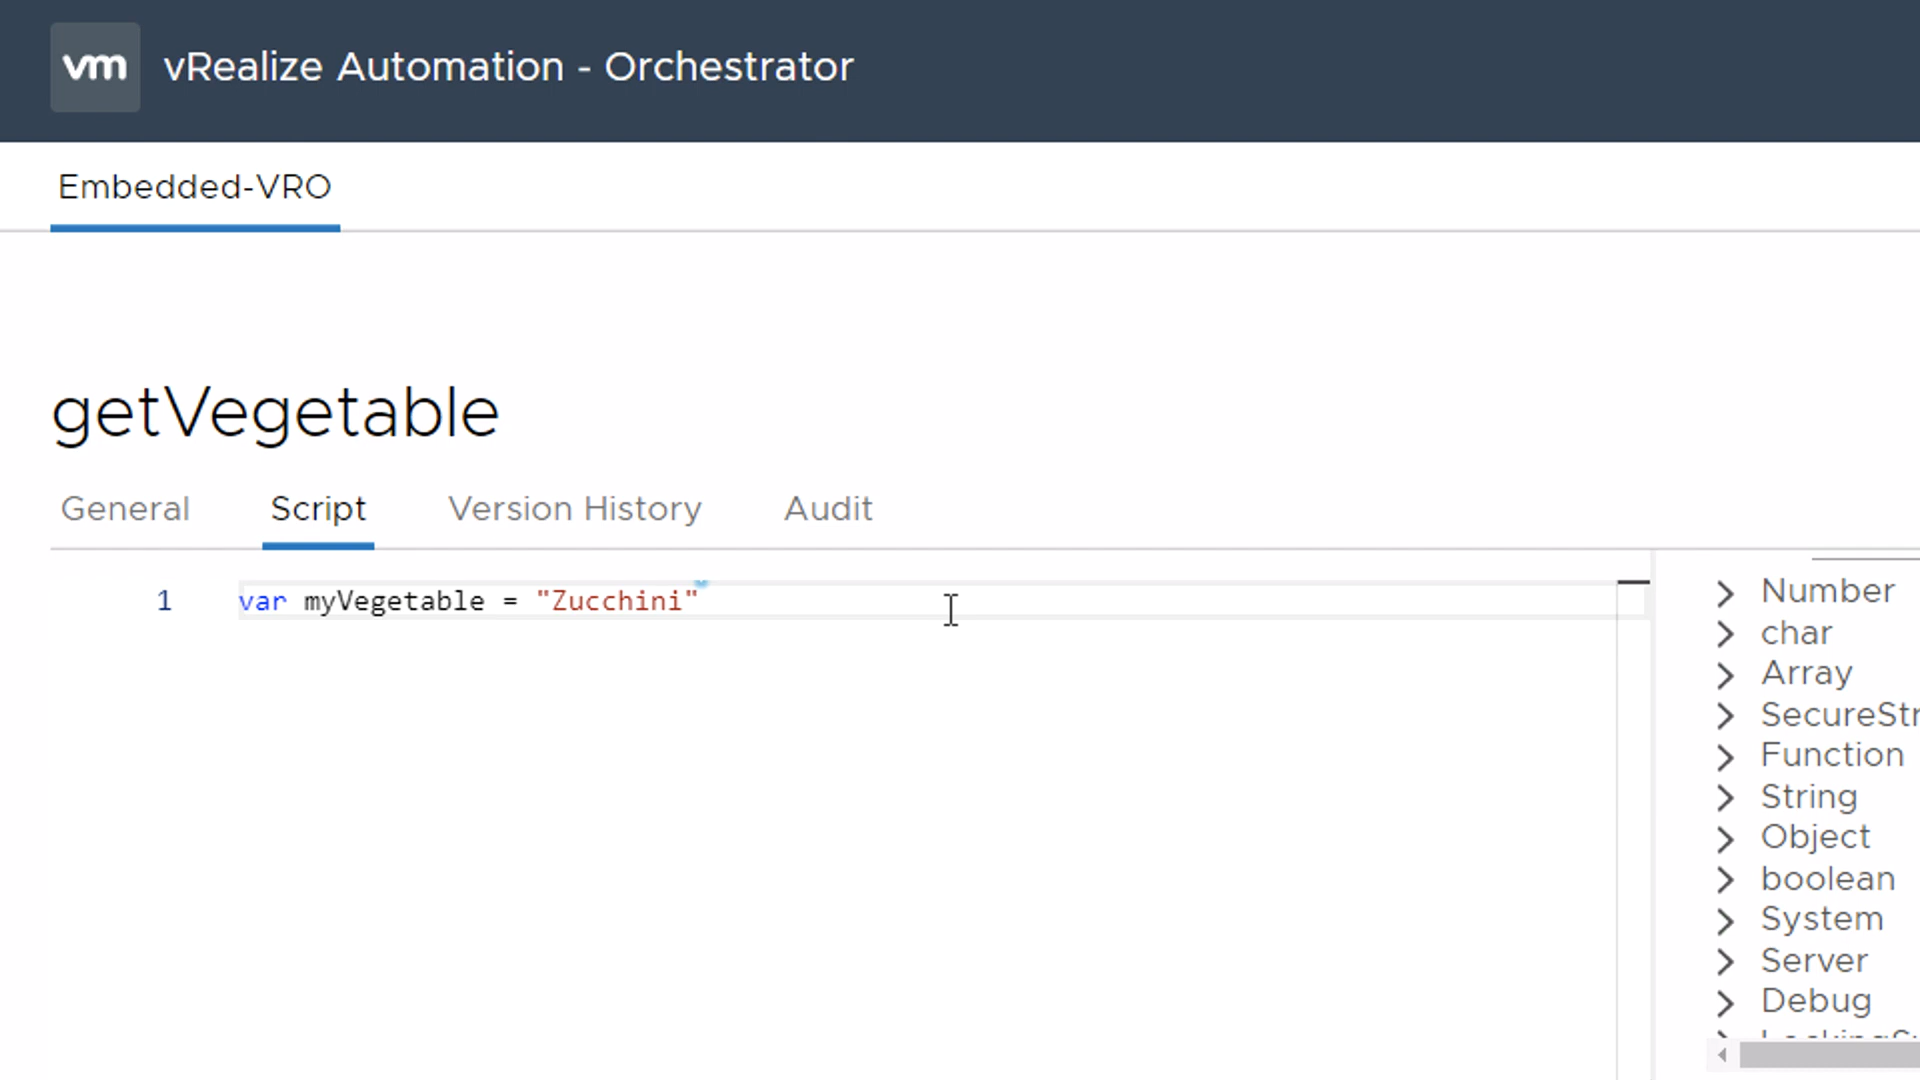 vm vRealize Automation - Orchestrator
Embedded-VRO
getVegetable
General Script Version History Audit
1 var myVegetable = "Zucchini"
Number
char
Array
SecureStr
Function
String
Object
boolean
System
Server
Debug